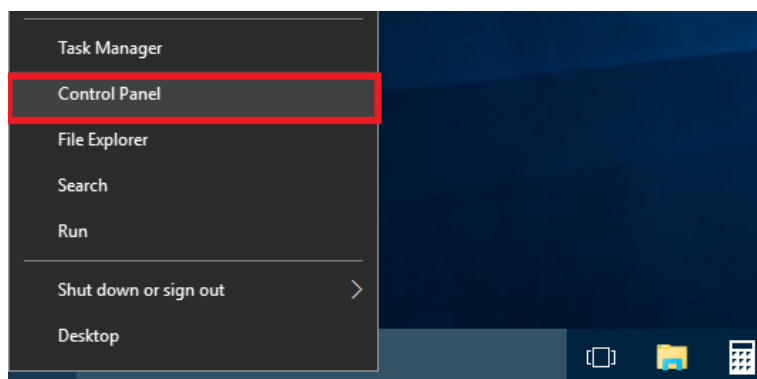 Task Manager
Control Panel
File Explorer
Search
Run
Shut down or sign out
Desktop